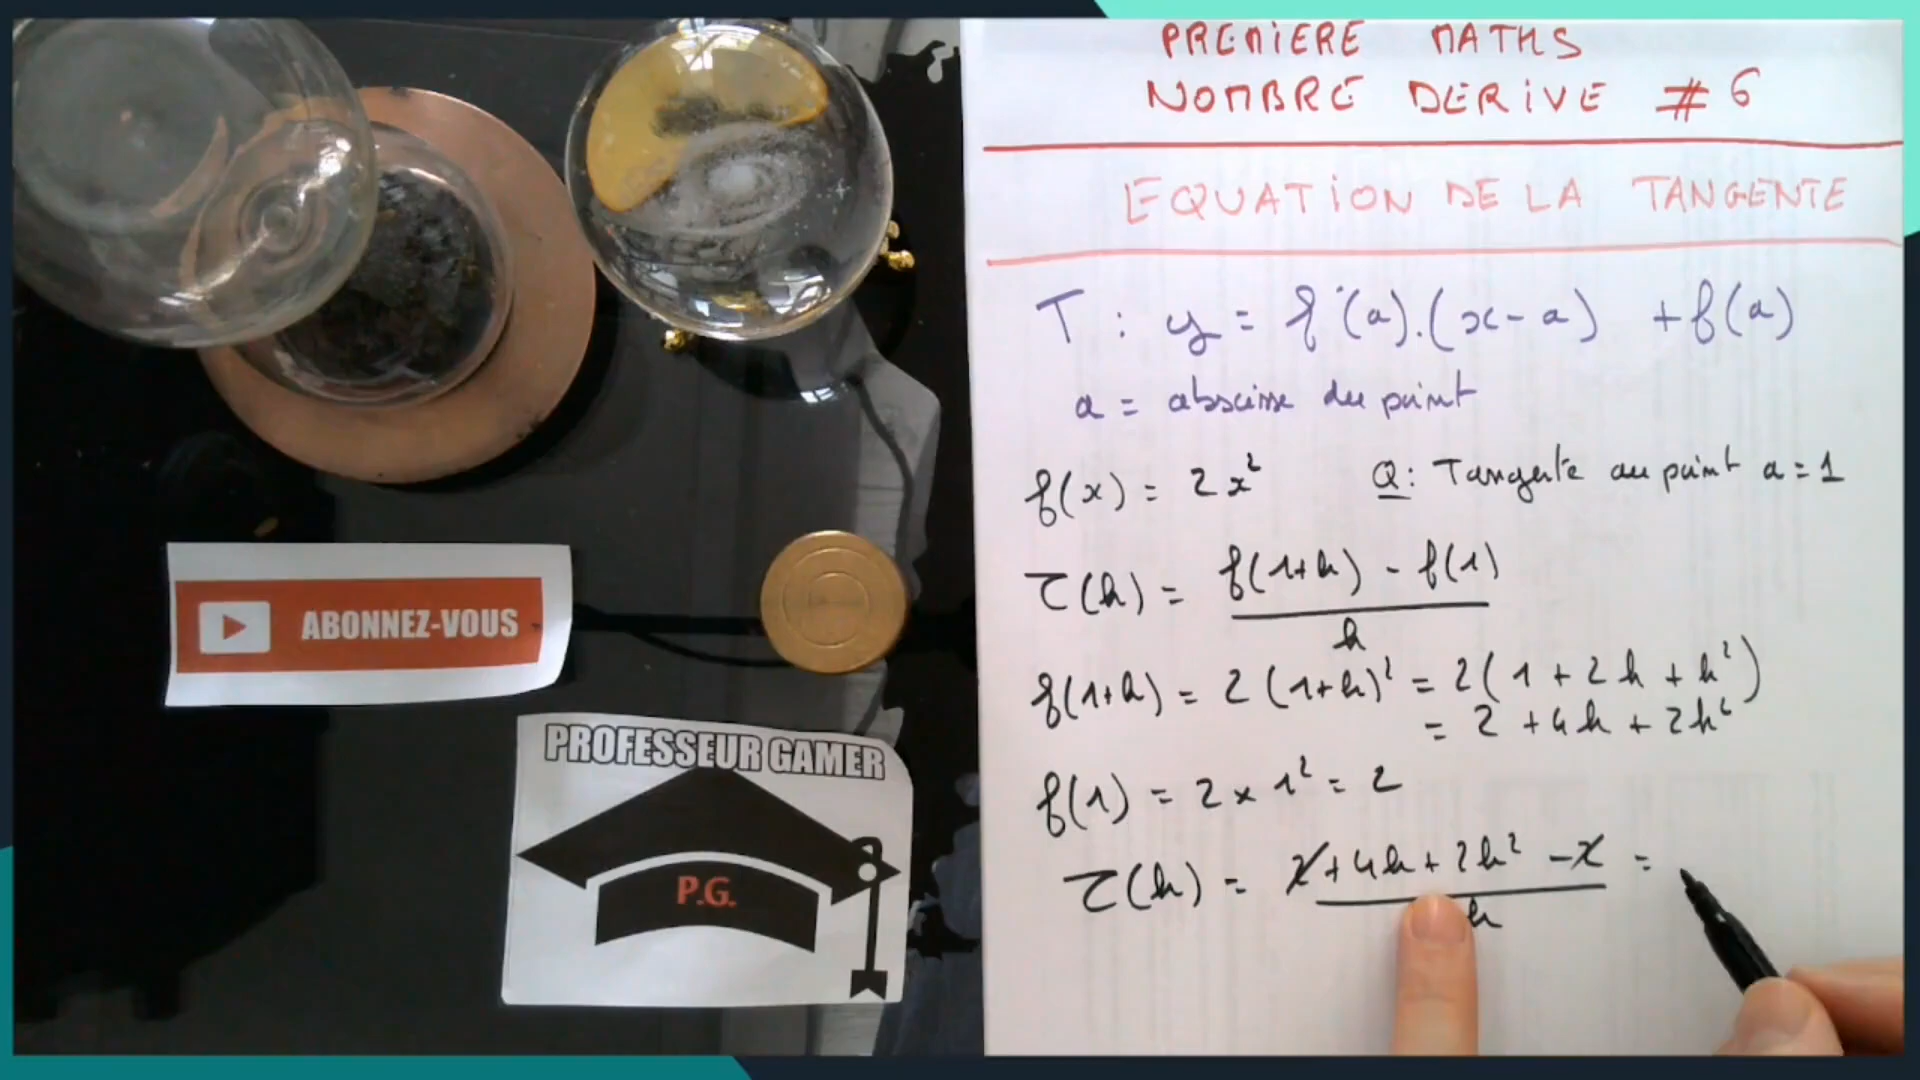 PREMIERE MATHS
NOMBRE DERIVE # 6
EQUATION DE LA TANGENTE
T : y = f'(a).(x-a) + f(a)
a = abscisse du point
f(x) = 2x² Q: Tangente au point a = 1
τ(h) = f(1+h) - f(1) / h
f(1+h) = 2(1+h)² = 2(1 + 2h + h²)
= 2 + 4h + 2h²
f(1) = 2 x 1² = 2
τ(h) = 2 + 4h + 2h² - 2 / h =
ABONNEZ-VOUS
PROFESSEUR GAMER
P.G.